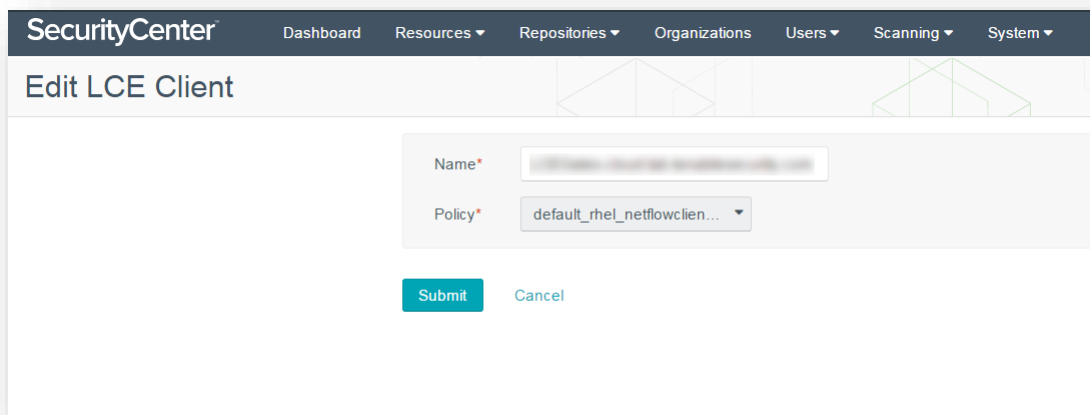 SecurityCenter Dashboard Resources Repositories Organizations Users Scanning System
Edit LCE Client
Name*
Policy* default_rhel_netflowclien...
Submit Cancel